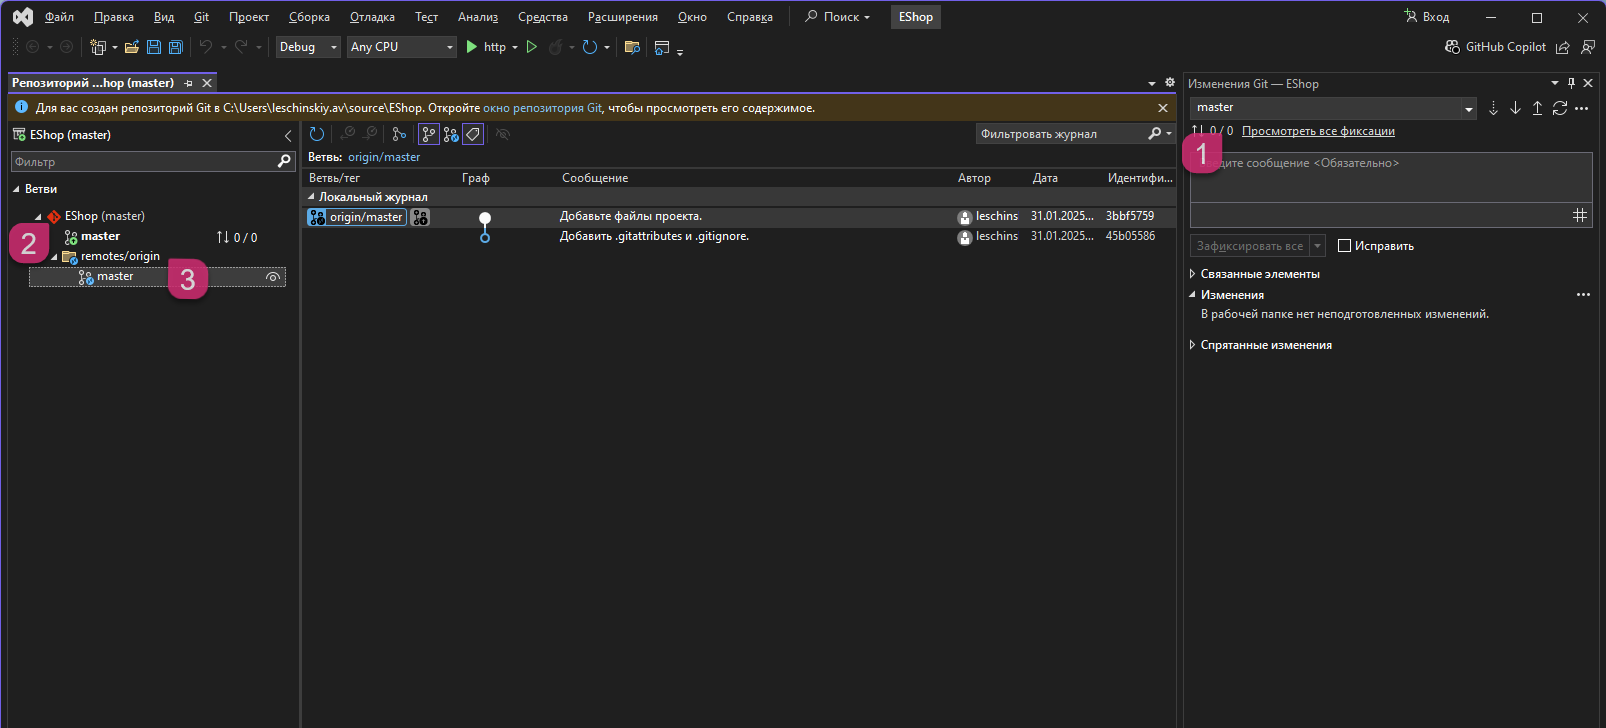 Файл Правка Вид Git Проект Сборка Отладка Тест Анализ Средства Расширения Окно Справка Поиск EShop Вход
Debug Any CPU http GitHub Copilot
Репозиторий ...hop (master)
Для вас создан репозиторий Git в C:\Users\leschinskiy.av\source\EShop. Откройте окно репозитория Git, чтобы просмотреть его содержимое.
EShop (master)
Фильтр
Ветви
EShop (master)
2
master 0 / 0
remotes/origin
master
3
Фильтровать журнал
Ветвь: origin/master
Ветвь/тег Граф Сообщение Автор Дата Идентифи...
Локальный журнал
origin/master Добавьте файлы проекта. leschins 31.01.2025... 3bbf5759
Добавить .gitattributes и .gitignore. leschins 31.01.2025... 45b05586
Изменения Git — EShop
master
0 / 0 Просмотреть все фиксации
1
сообщение <Обязательно>
Зафиксировать все Исправить
Связанные элементы
Изменения
В рабочей папке нет неподготовленных изменений.
Спрятанные изменения